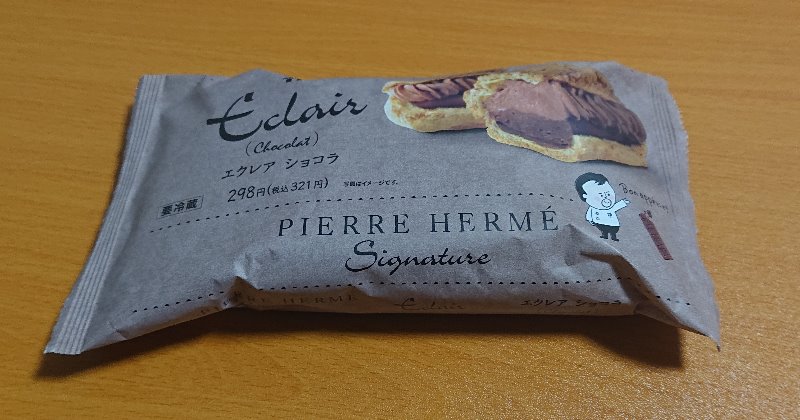 Eclair
(Chocolat)
エクレア ショコラ
298円(税込321円)
写真はイメージです。
要冷蔵
Bon appétit!
PIERRE HERMÉ
Signature
PIERRE HERMÉ Eclair エクレア ショコラ